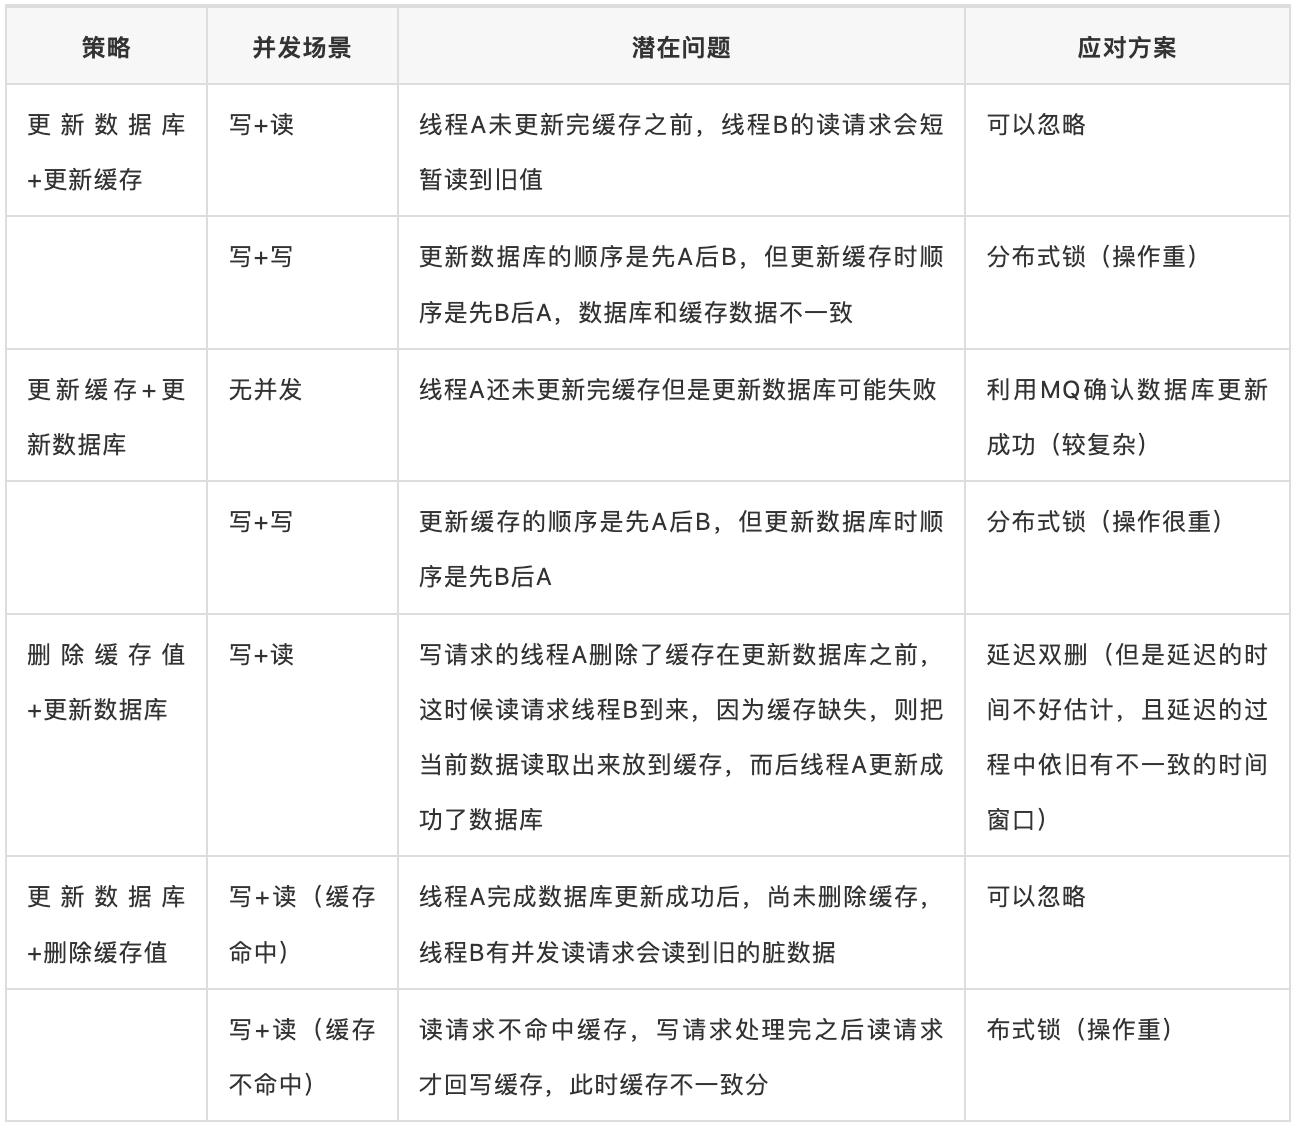 策略 并发场景 潜在问题 应对方案
更新数据库 写+读 线程A未更新完缓存之前，线程B的读请求会短 可以忽略
+更新缓存 暂读到旧值
写+写 更新数据库的顺序是先A后B，但更新缓存时顺 分布式锁（操作重）
序是先B后A，数据库和缓存数据不一致
更新缓存+更 无并发 线程A还未更新完缓存但是更新数据库可能失败 利用MQ确认数据库更新
新数据库 成功（较复杂）
写+写 更新缓存的顺序是先A后B，但更新数据库时顺 分布式锁（操作很重）
序是先B后A
删除缓存值 写+读 写请求的线程A删除了缓存在更新数据库之前， 延迟双删（但是延迟的时
+更新数据库 这时候读请求线程B到来，因为缓存缺失，则把 间不好估计，且延迟的过
当前数据读取出来放到缓存，而后线程A更新成 程中依旧有不一致的时间
功了数据库 窗口）
更新数据库 写+读（缓存 线程A完成数据库更新成功后，尚未删除缓存， 可以忽略
+删除缓存值 命中） 线程B有并发读请求会读到旧的脏数据
写+读（缓存 读请求不命中缓存，写请求处理完之后读请求 布式锁（操作重）
不命中） 才回写缓存，此时缓存不一致分